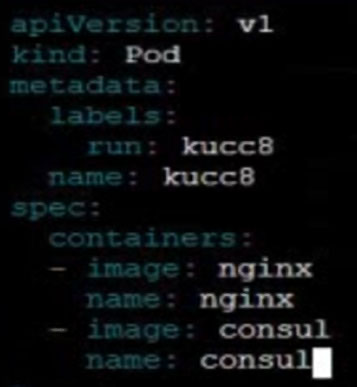 apiVersion: v1
kind: Pod
metadata:
  labels:
    run: kucc8
  name: kucc8
spec:
  containers:
  - image: nginx
    name: nginx
  - image: consul
    name: consul